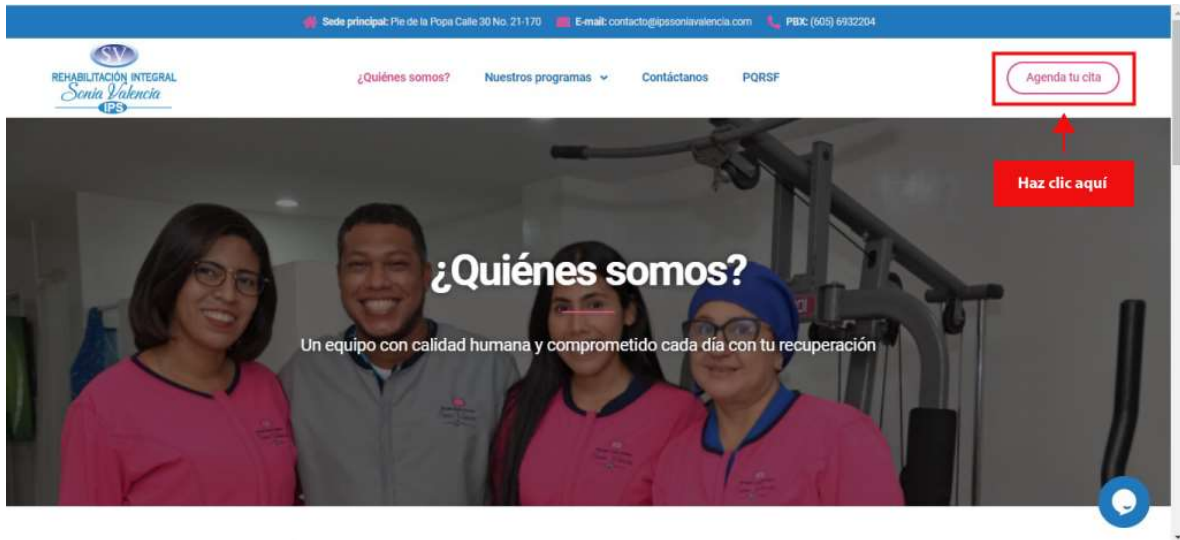 Sede principal: Pie de la Popa Calle 30 No. 21-170 E-mail: contacto@ipssoniavalencia.com PBX: (605) 6932204
SV
REHABILITACIÓN INTEGRAL
Sonia Valencia
IPS
¿Quiénes somos? Nuestros programas Contáctanos PQRSF
Agenda tu cita
Haz clic aquí
¿Quiénes somos?
Un equipo con calidad humana y comprometido cada día con tu recuperación